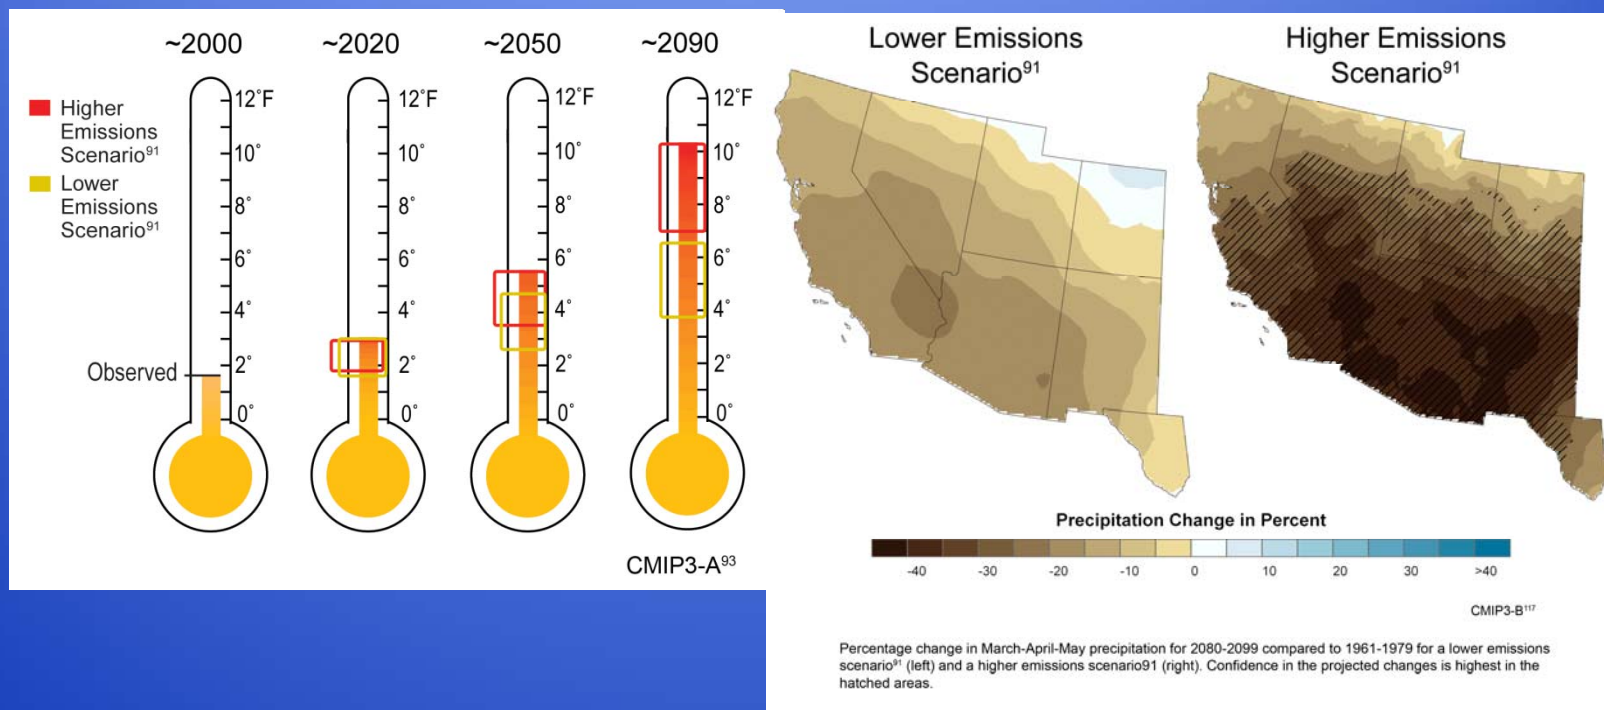 ~2000
~2020
~2050
~2090
Higher
Emissions
Scenario91
Lower
Emissions
Scenario91
12°F
10°
8°
6°
4°
2°
0°
Observed
12°F
10°
8°
6°
4°
2°
0°
12°F
10°
8°
6°
4°
2°
0°
12°F
10°
8°
6°
4°
2°
0°
CMIP3-A93
Lower Emissions
Scenario91
Higher Emissions
Scenario91
Precipitation Change in Percent
-40 -30 -20 -10 0 10 20 30 >40
CMIP3-B117
Percentage change in March-April-May precipitation for 2080-2099 compared to 1961-1979 for a lower emissions
scenario91 (left) and a higher emissions scenario91 (right). Confidence in the projected changes is highest in the
hatched areas.